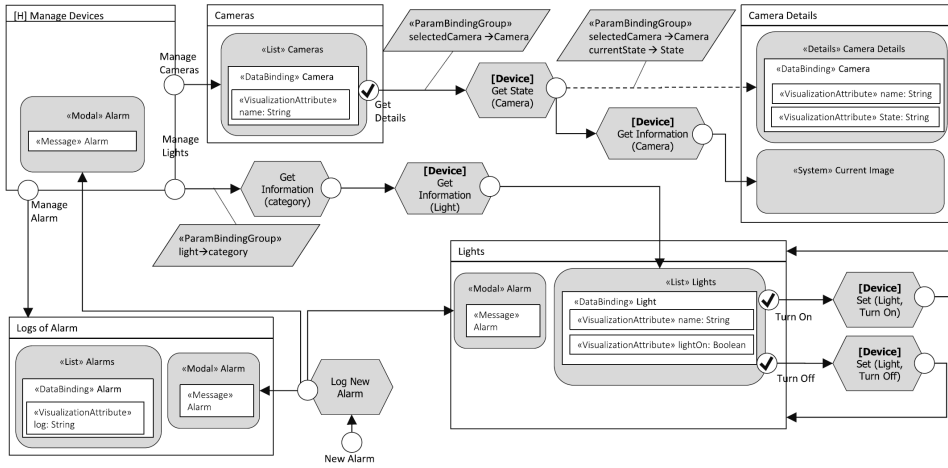 [H] Manage Devices
«Modal» Alarm
«Message» Alarm
Manage
Cameras
Manage
Lights
Manage
Alarm
Cameras
«List» Cameras
«DataBinding» Camera
«VisualizationAttribute»
name: String
Get
Details
«ParamBindingGroup»
selectedCamera →Camera
[Device]
Get State
(Camera)
«ParamBindingGroup»
selectedCamera →Camera
currentState → State
[Device]
Get Information
(Camera)
Camera Details
«Details» Camera Details
«DataBinding» Camera
«VisualizationAttribute» name: String
«VisualizationAttribute» State: String
«System» Current Image
Get
Information
(category)
[Device]
Get
Information
(Light)
«ParamBindingGroup»
light→category
Lights
«Modal» Alarm
«Message»
Alarm
«List» Lights
«DataBinding» Light
«VisualizationAttribute» name: String
«VisualizationAttribute» lightOn: Boolean
Turn On
Turn Off
[Device]
Set (Light,
Turn On)
[Device]
Set (Light,
Turn Off)
Logs of Alarm
«List» Alarms
«DataBinding» Alarm
«VisualizationAttribute»
log: String
«Modal» Alarm
«Message»
Alarm
Log New
Alarm
New Alarm